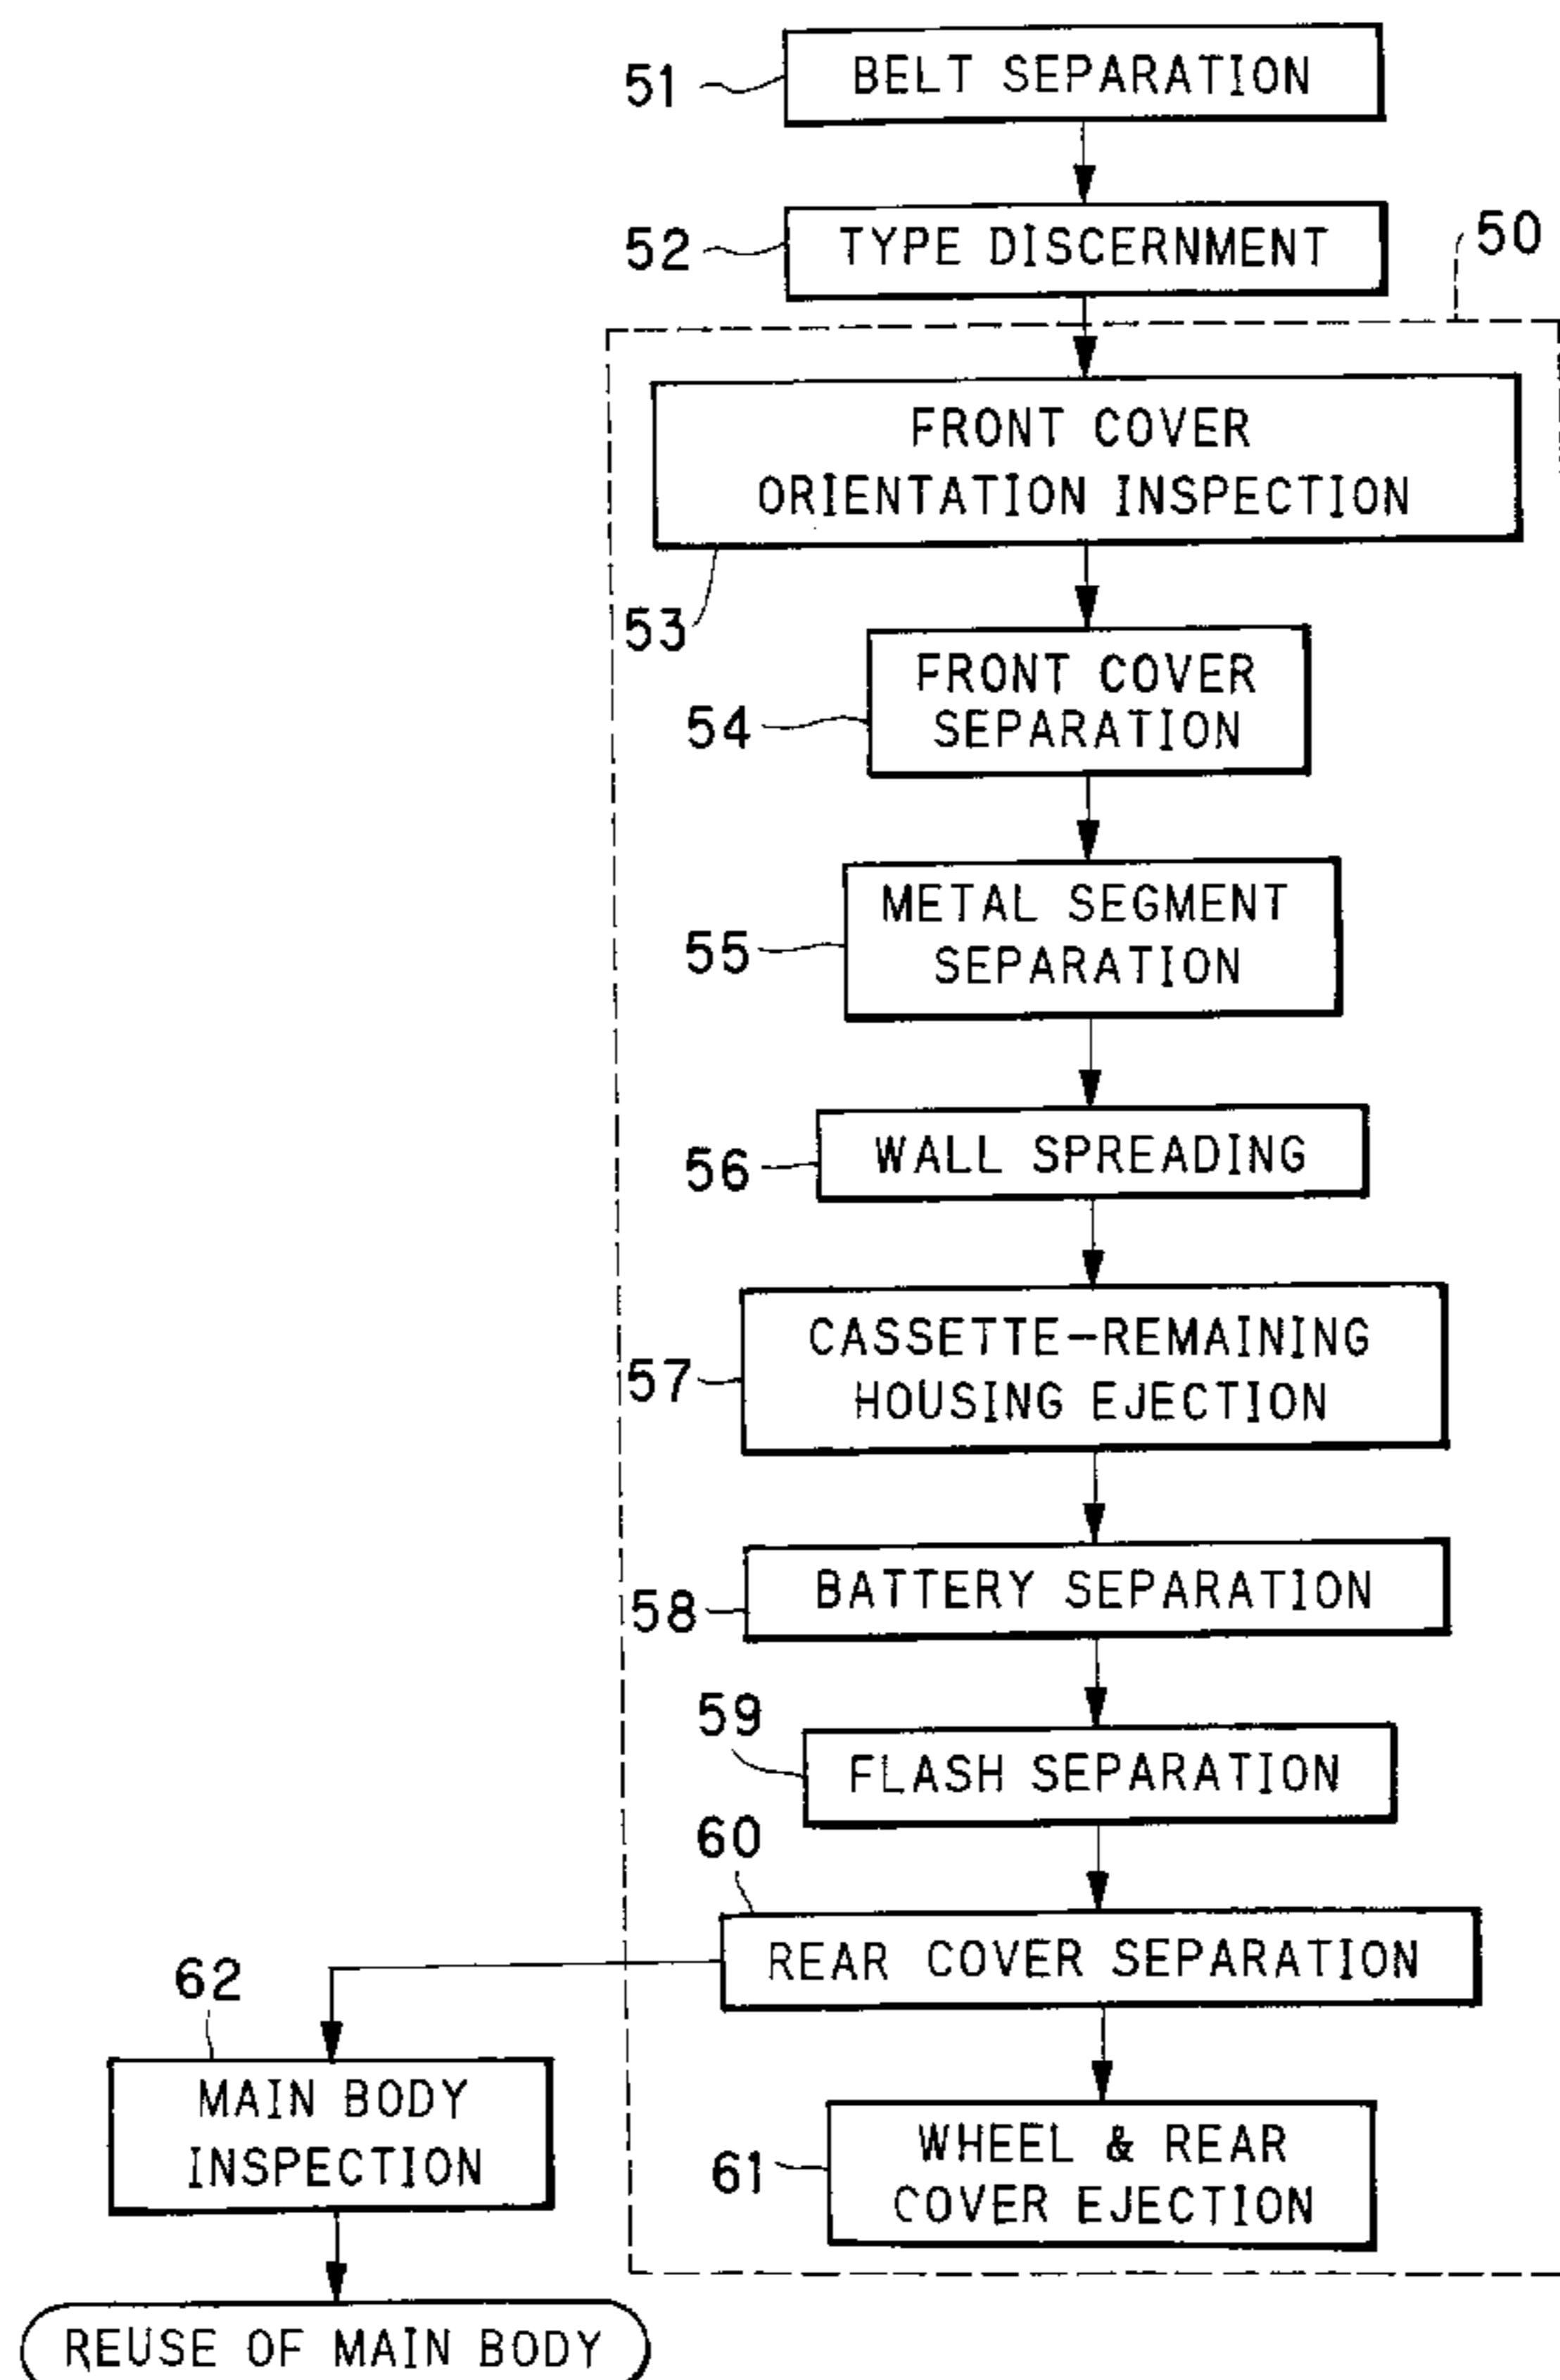 51
BELT SEPARATION
52
TYPE DISCERNMENT
50
FRONT COVER
ORIENTATION INSPECTION
53
FRONT COVER
SEPARATION
54
METAL SEGMENT
SEPARATION
55
WALL SPREADING
56
CASSETTE-REMAINING
HOUSING EJECTION
57
BATTERY SEPARATION
58
59
FLASH SEPARATION
60
REAR COVER SEPARATION
62
MAIN BODY
INSPECTION
61
WHEEL & REAR
COVER EJECTION
REUSE OF MAIN BODY